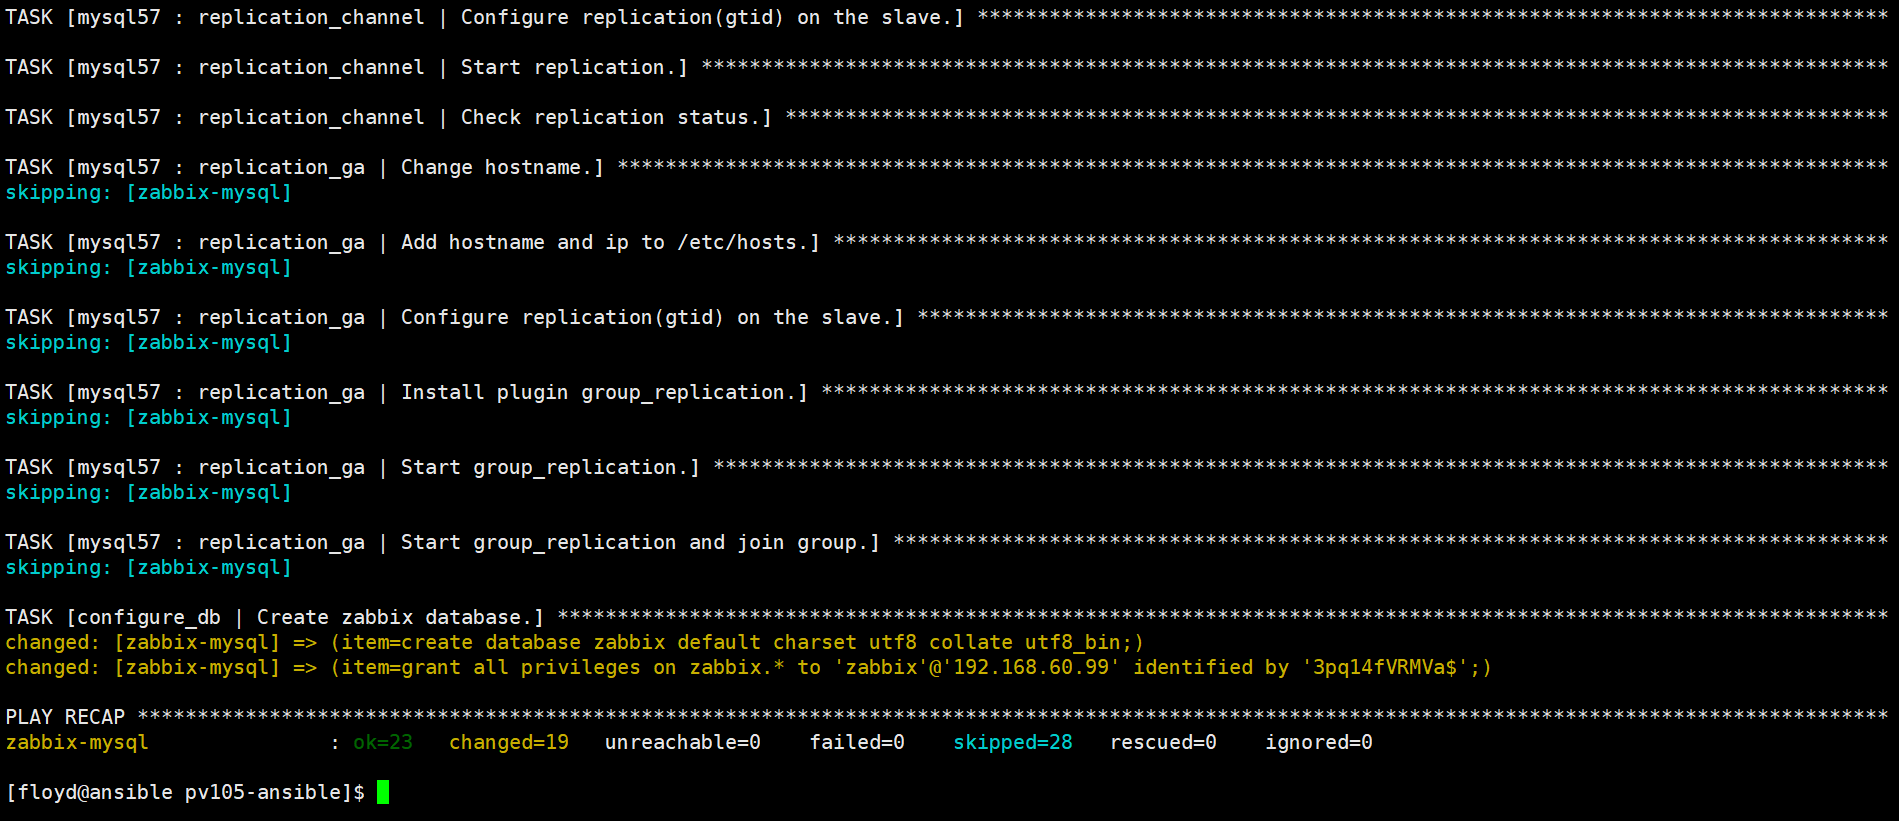 TASK [mysql57 : replication_channel | Configure replication(gtid) on the slave.] ****************************************************************************
TASK [mysql57 : replication_channel | Start replication.] ***************************************************************************************************
TASK [mysql57 : replication_channel | Check replication status.] ********************************************************************************************
TASK [mysql57 : replication_ga | Change hostname.] **********************************************************************************************************
skipping: [zabbix-mysql]
TASK [mysql57 : replication_ga | Add hostname and ip to /etc/hosts.] ****************************************************************************************
skipping: [zabbix-mysql]
TASK [mysql57 : replication_ga | Configure replication(gtid) on the slave.] *********************************************************************************
skipping: [zabbix-mysql]
TASK [mysql57 : replication_ga | Install plugin group_replication.] *****************************************************************************************
skipping: [zabbix-mysql]
TASK [mysql57 : replication_ga | Start group_replication.] **************************************************************************************************
skipping: [zabbix-mysql]
TASK [mysql57 : replication_ga | Start group_replication and join group.] ***********************************************************************************
skipping: [zabbix-mysql]
TASK [configure_db | Create zabbix database.] ***************************************************************************************************************
changed: [zabbix-mysql] => (item=create database zabbix default charset utf8 collate utf8_bin;)
changed: [zabbix-mysql] => (item=grant all privileges on zabbix.* to 'zabbix'@'192.168.60.99' identified by '3pq14fVRMVa$';)
PLAY RECAP **************************************************************************************************************************************************
zabbix-mysql : ok=23 changed=19 unreachable=0 failed=0 skipped=28 rescued=0 ignored=0
[floyd@ansible pv105-ansible]$